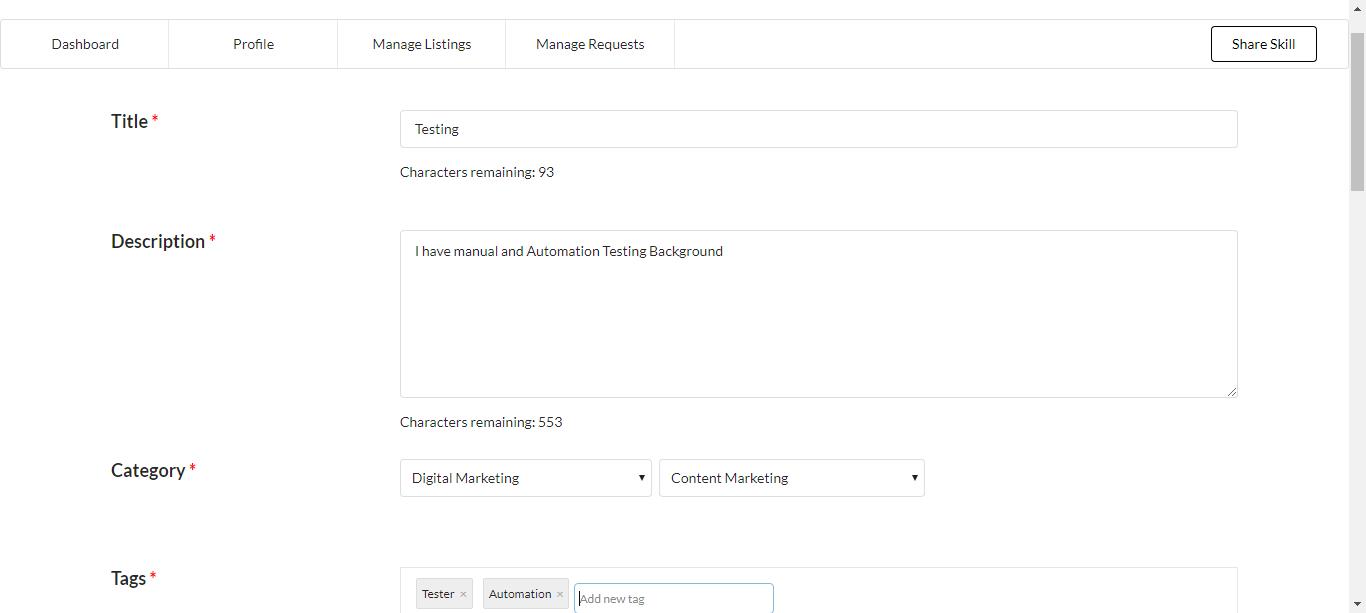 Dashboard Profile Manage Listings Manage Requests Share Skill
Title *
Testing
Characters remaining: 93
Description *
I have manual and Automation Testing Background
Characters remaining: 553
Category *
Digital Marketing Content Marketing
Tags *
Tester × Automation × Add new tag